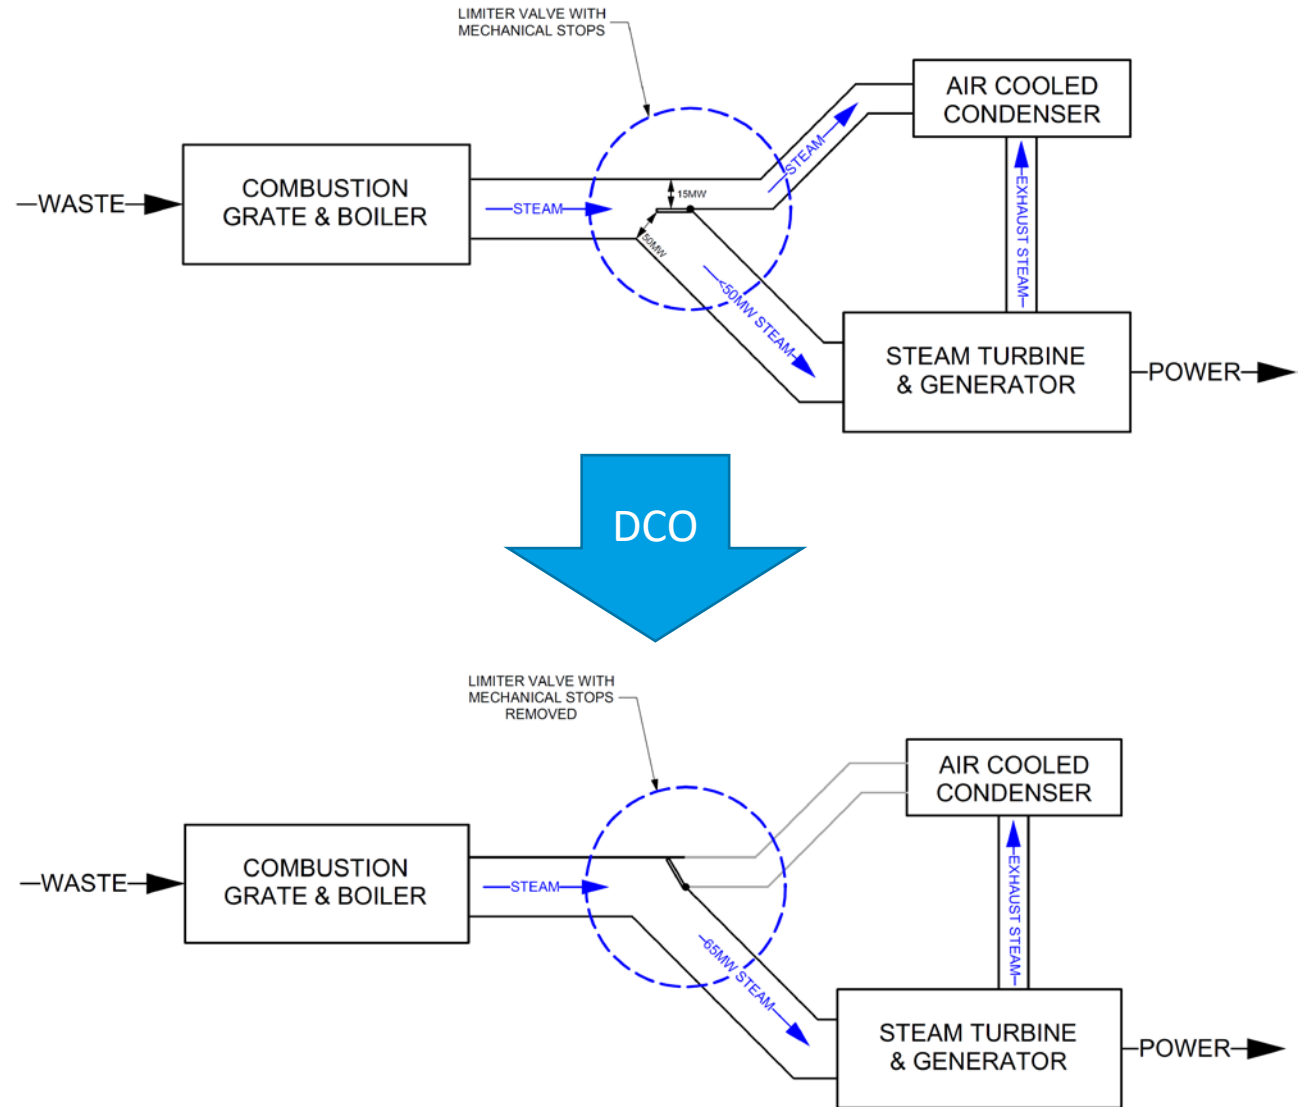 LIMITER VALVE WITH
MECHANICAL STOPS
AIR COOLED
CONDENSER
STEAM
COMBUSTION
GRATE & BOILER
WASTE
STEAM
15MW
50MW
<50MW STEAM
EXHAUST STEAM
STEAM TURBINE
& GENERATOR
POWER
DCO
LIMITER VALVE WITH
MECHANICAL STOPS
REMOVED
AIR COOLED
CONDENSER
COMBUSTION
GRATE & BOILER
WASTE
STEAM
65MW STEAM
EXHAUST STEAM
STEAM TURBINE
& GENERATOR
POWER